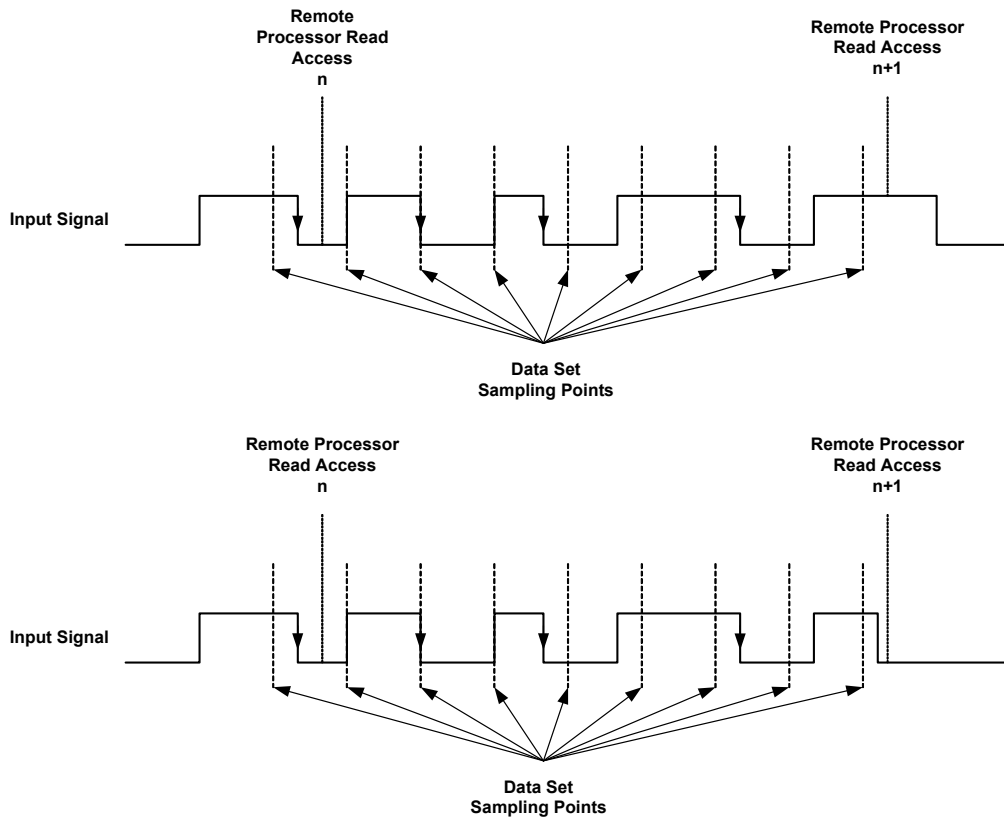 Remote
Processor Read
Access
n
Remote Processor
Read Access
n+1
Input Signal
Data Set
Sampling Points
Remote Processor
Read Access
n
Remote Processor
Read Access
n+1
Input Signal
Data Set
Sampling Points